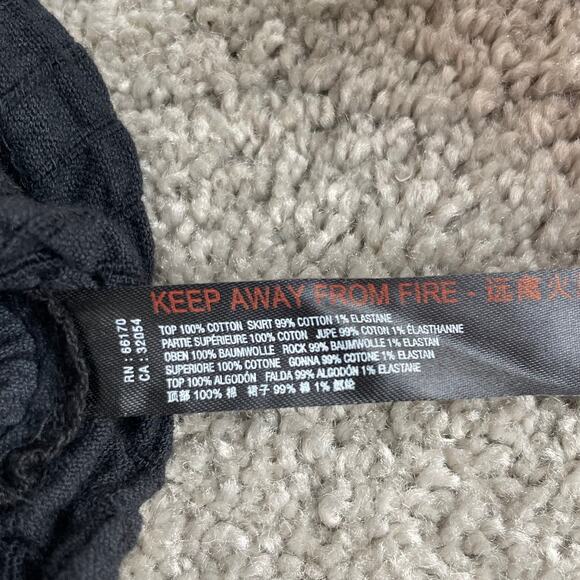 KEEP AWAY FROM FIRE - 远离火
TOP 100% COTTON SKIRT 99% COTTON 1% ELASTANE
PARTIE SUPÉRIEURE 100% COTON JUPE 99% COTON 1% ÉLASTHANNE
OBEN 100% BAUMWOLLE ROCK 99% BAUMWOLLE 1% ELASTAN
SUPERIORE 100% COTONE GONNA 99% COTONE 1% ELASTAN
TOP 100% ALGODÓN FALDA 99% ALGODÓN 1% ELASTAN
顶部 100% 棉 裙子 99% 棉 1% 氨纶
RN : 66170
CA : 32054